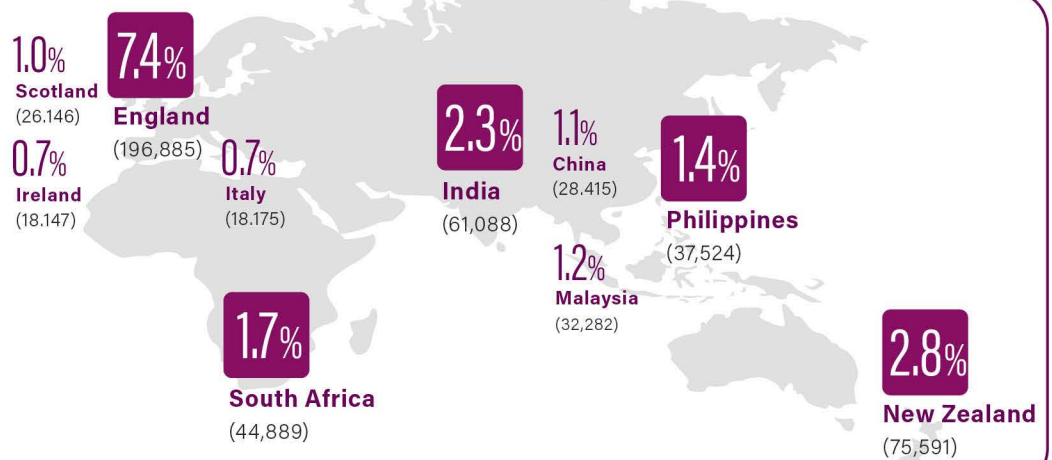 1.0%
Scotland
(26.146)
7.4%
England
(196,885)
0.7%
Ireland
(18.147)
0.7%
Italy
(18.175)
2.3%
India
(61,088)
1.1%
China
(28.415)
1.4%
Philippines
(37,524)
1.2%
Malaysia
(32,282)
1.7%
South Africa
(44,889)
2.8%
New Zealand
(75,591)